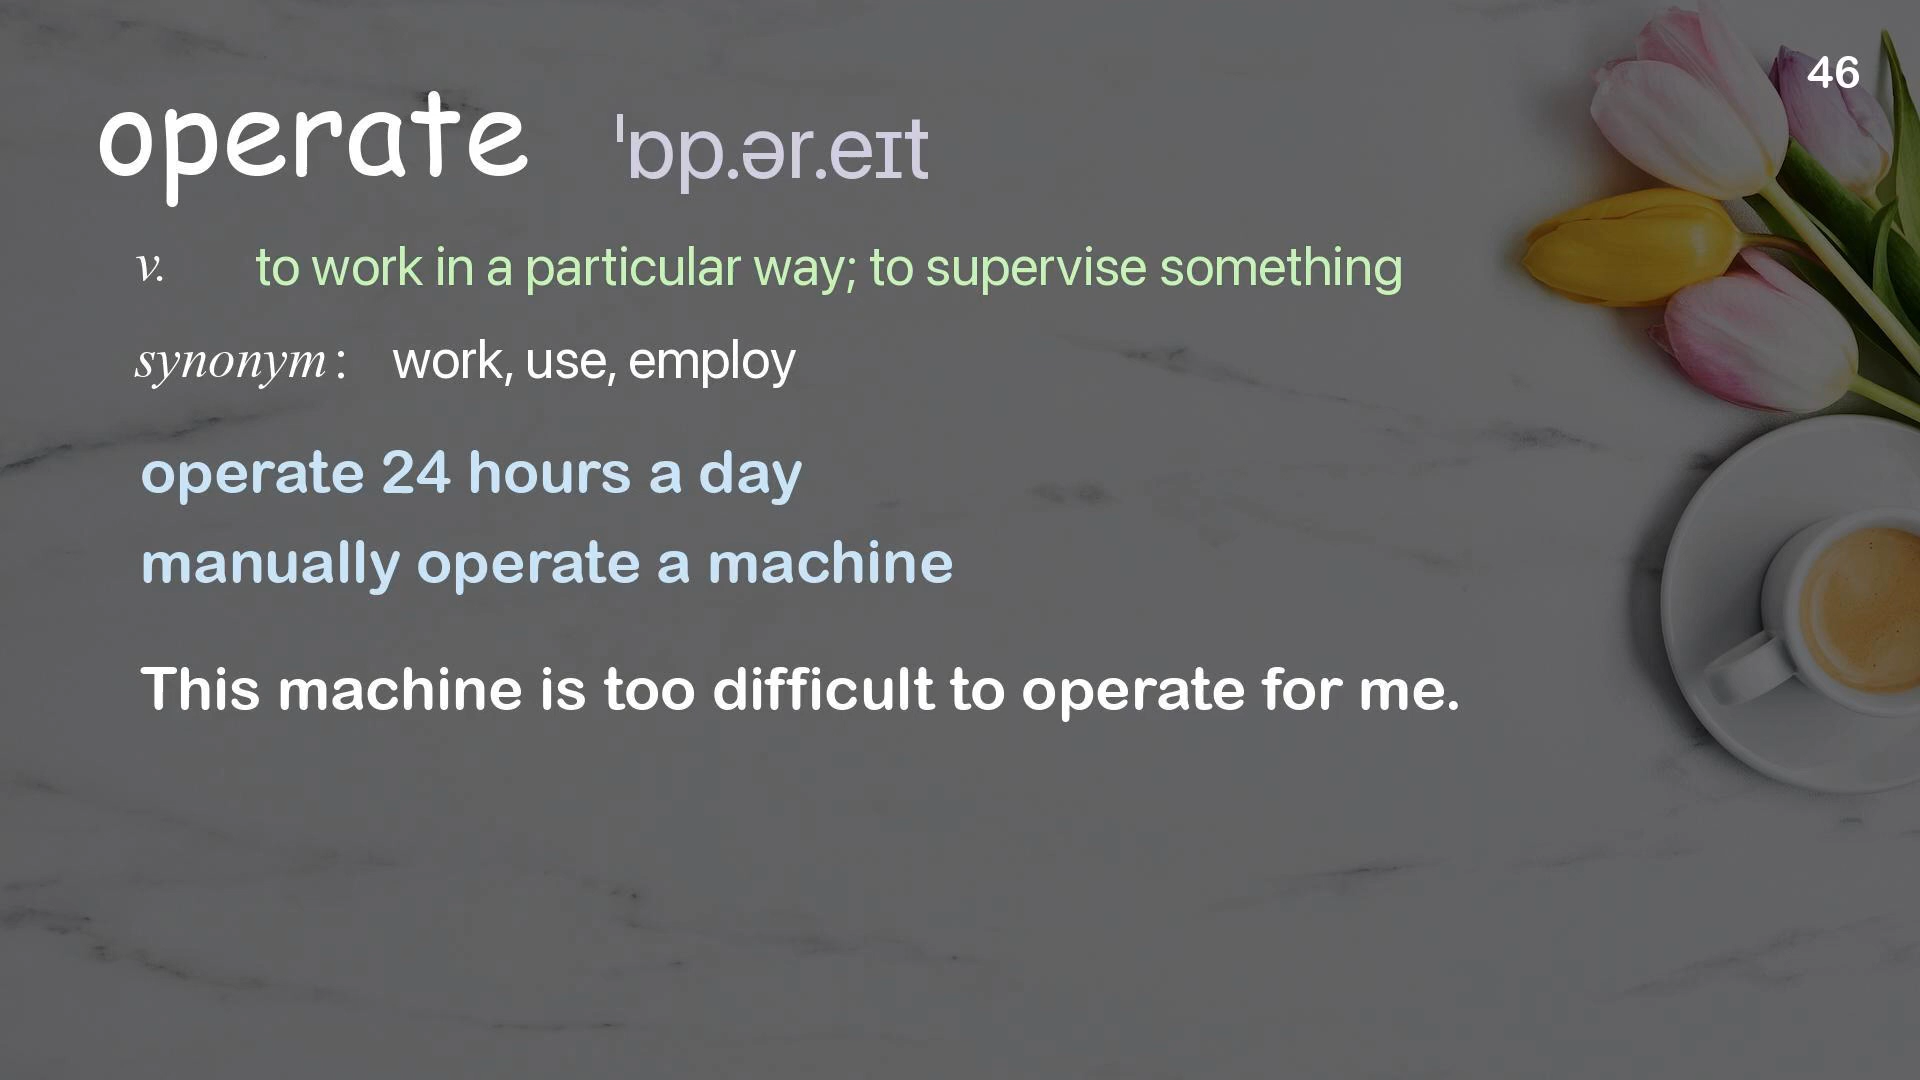 46
operate ˈɒp.ər.eɪt
v. to work in a particular way; to supervise something
synonym: work, use, employ
operate 24 hours a day
manually operate a machine
This machine is too difficult to operate for me.